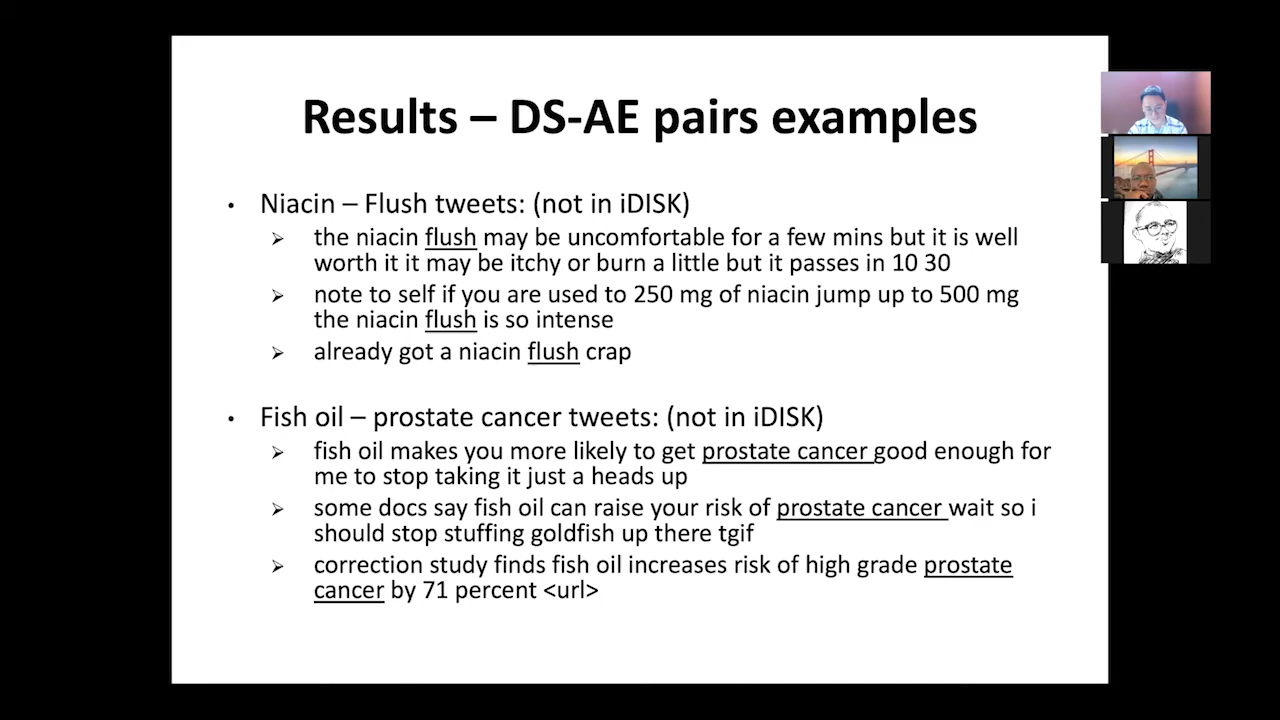 Results – DS-AE pairs examples
• Niacin – Flush tweets: (not in iDISK)
➢ the niacin flush may be uncomfortable for a few mins but it is well
worth it it may be itchy or burn a little but it passes in 10 30
➢ note to self if you are used to 250 mg of niacin jump up to 500 mg
the niacin flush is so intense
➢ already got a niacin flush crap
• Fish oil – prostate cancer tweets: (not in iDISK)
➢ fish oil makes you more likely to get prostate cancer good enough for
me to stop taking it just a heads up
➢ some docs say fish oil can raise your risk of prostate cancer wait so i
should stop stuffing goldfish up there tgif
➢ correction study finds fish oil increases risk of high grade prostate
cancer by 71 percent <url>